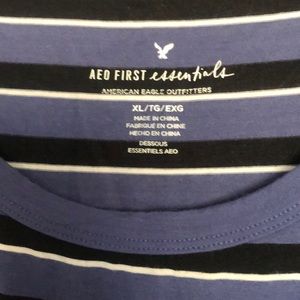 AEO FIRST essentials
AMERICAN EAGLE OUTFITTERS
XL/TG/EXG
MADE IN CHINA
FABRIQUÉ EN CHINE
HECHO EN CHINA
DESSOUS
ESSENTIELS AEO